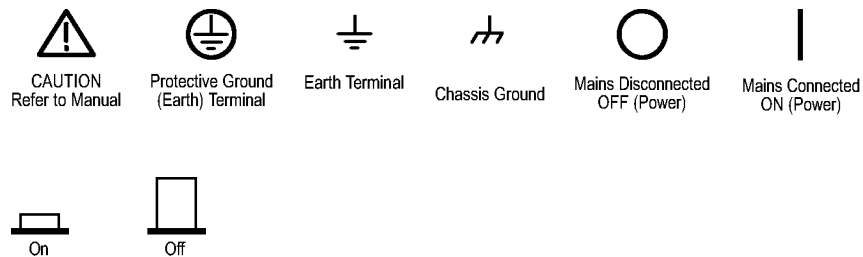 CAUTION
Refer to Manual
Protective Ground
(Earth) Terminal
Earth Terminal
Chassis Ground
Mains Disconnected
OFF (Power)
Mains Connected
ON (Power)
On
Off